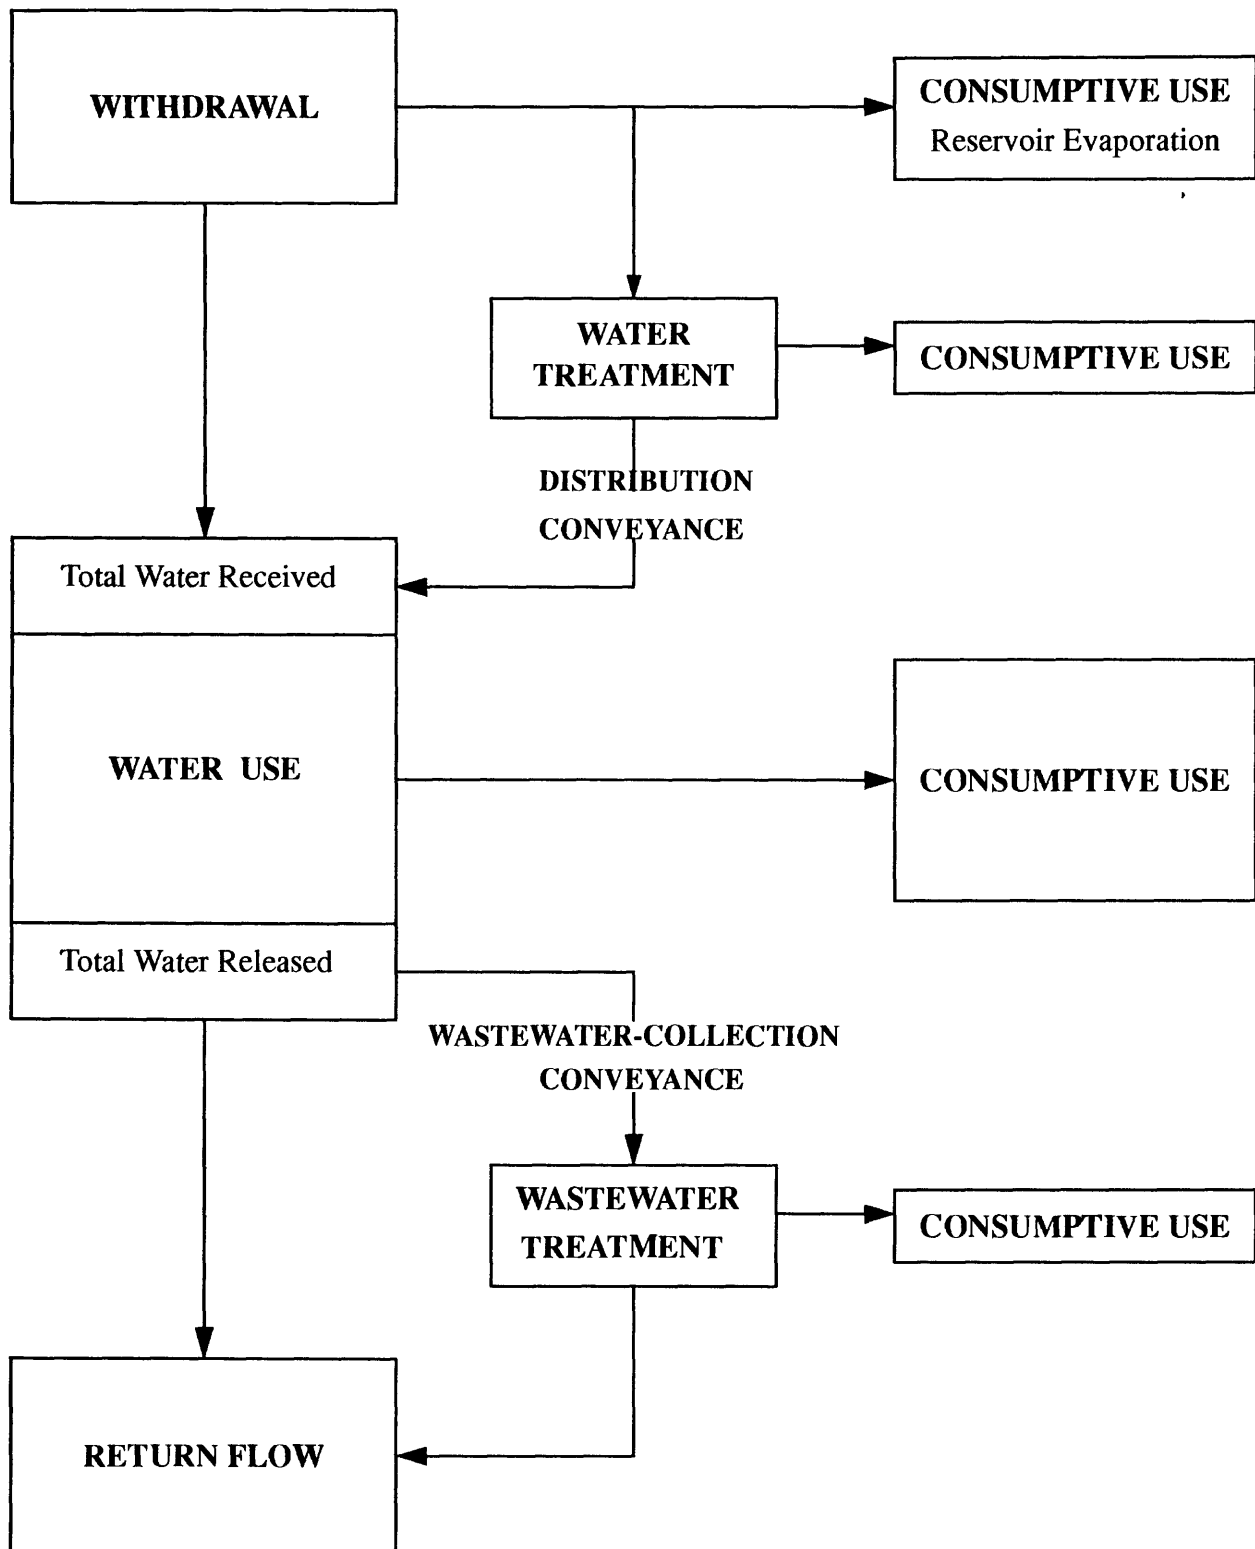 WITHDRAWAL
CONSUMPTIVE USE
Reservoir Evaporation
WATER
TREATMENT
CONSUMPTIVE USE
DISTRIBUTION
CONVEYANCE
Total Water Received
WATER USE
CONSUMPTIVE USE
Total Water Released
WASTEWATER-COLLECTION
CONVEYANCE
WASTEWATER
TREATMENT
CONSUMPTIVE USE
RETURN FLOW